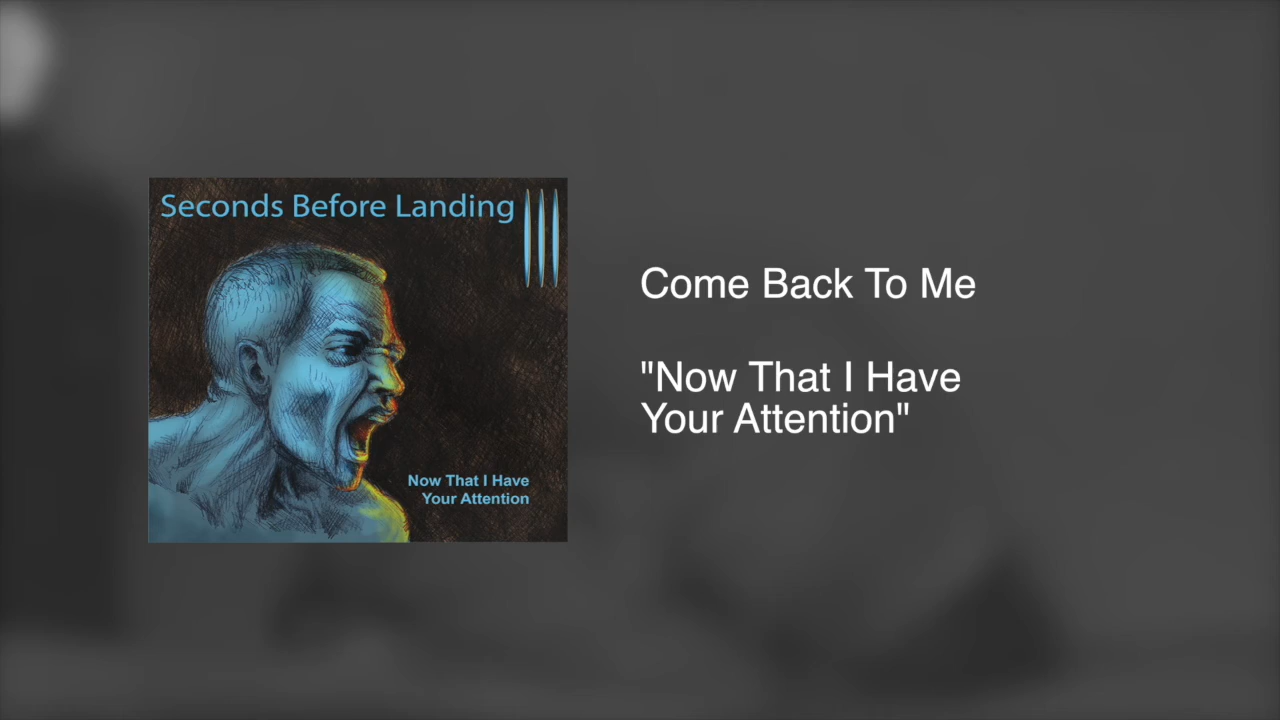 Seconds Before Landing
III
Now That I Have
Your Attention
Come Back To Me
"Now That I Have
Your Attention"